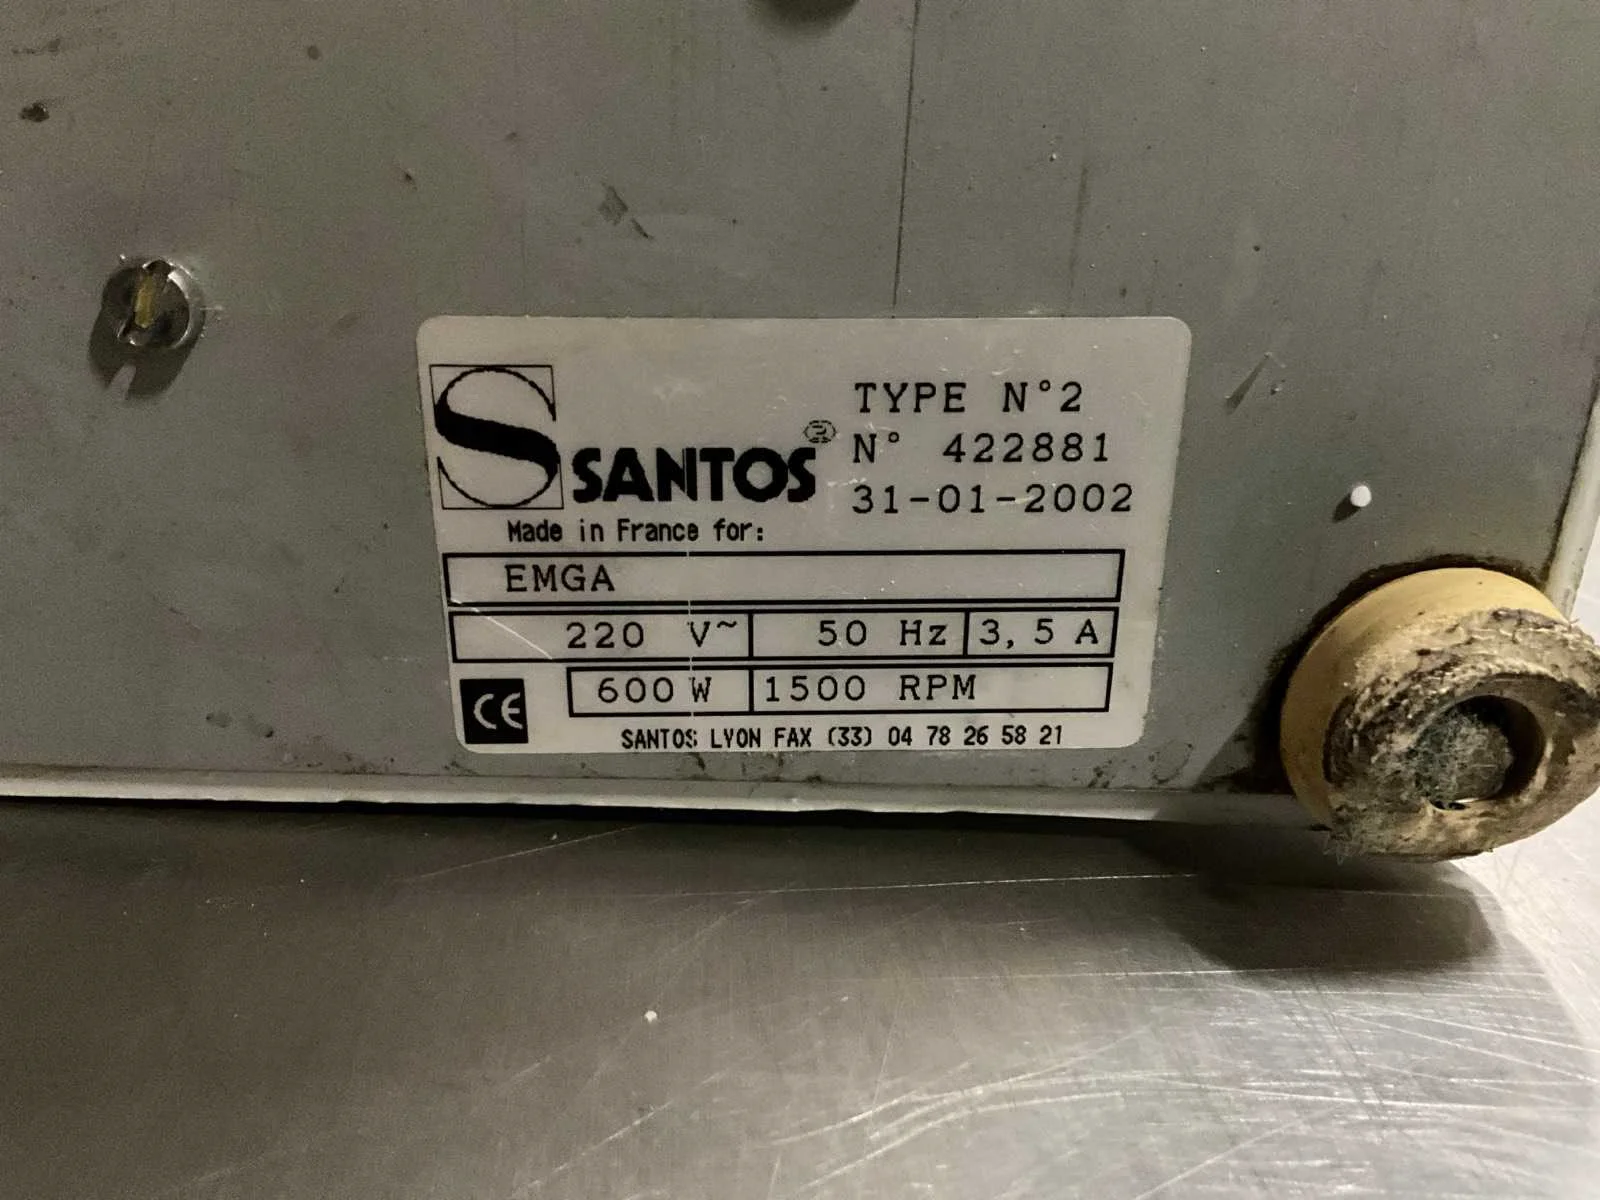 TYPE N°2
N° 422881
31-01-2002
S SANTOS®
Made in France for:
EMGA
220 V~ 50 Hz 3,5 A
CE 600 W 1500 RPM
SANTOS LYON FAX (33) 04 78 26 58 21